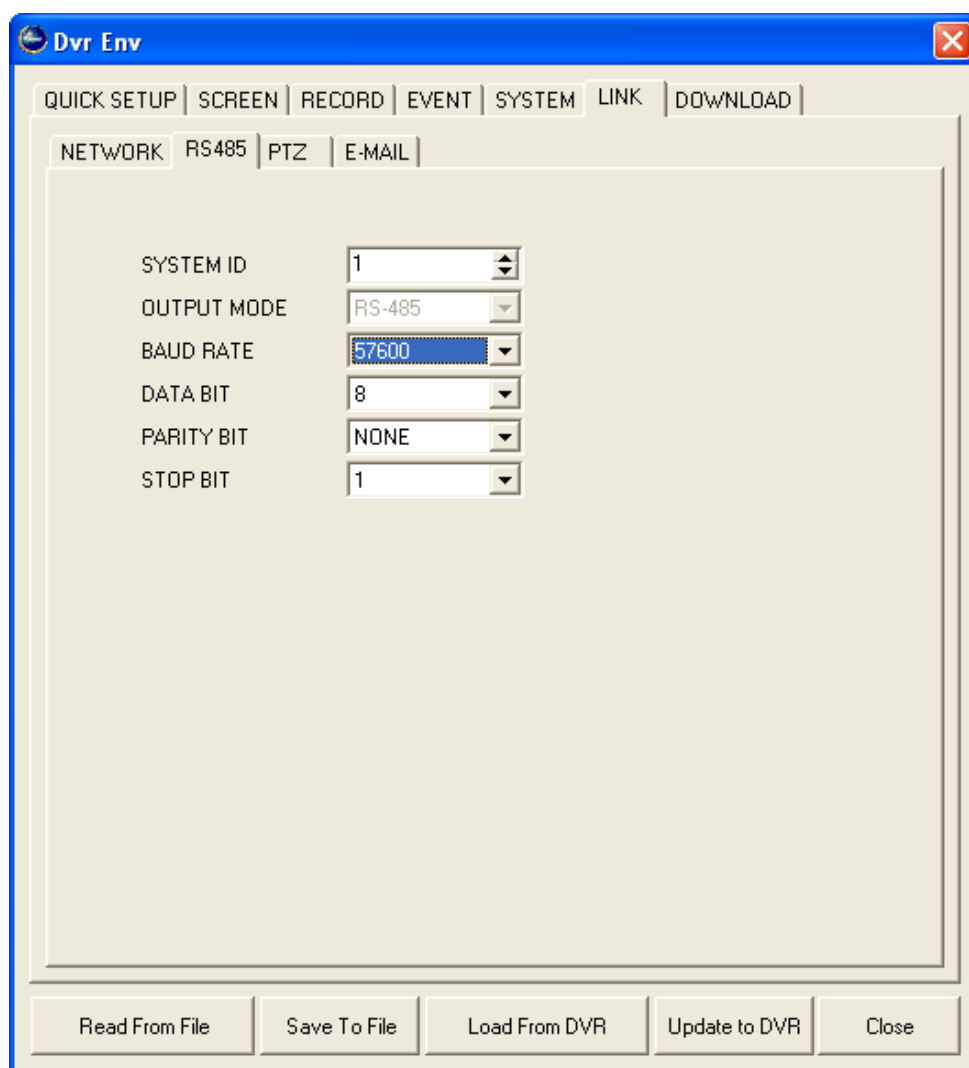 Dvr Env
QUICK SETUP SCREEN RECORD EVENT SYSTEM LINK DOWNLOAD
NETWORK RS485 PTZ E-MAIL
SYSTEM ID 1
OUTPUT MODE RS-485
BAUD RATE 57600
DATA BIT 8
PARITY BIT NONE
STOP BIT 1
Read From File Save To File Load From DVR Update to DVR Close